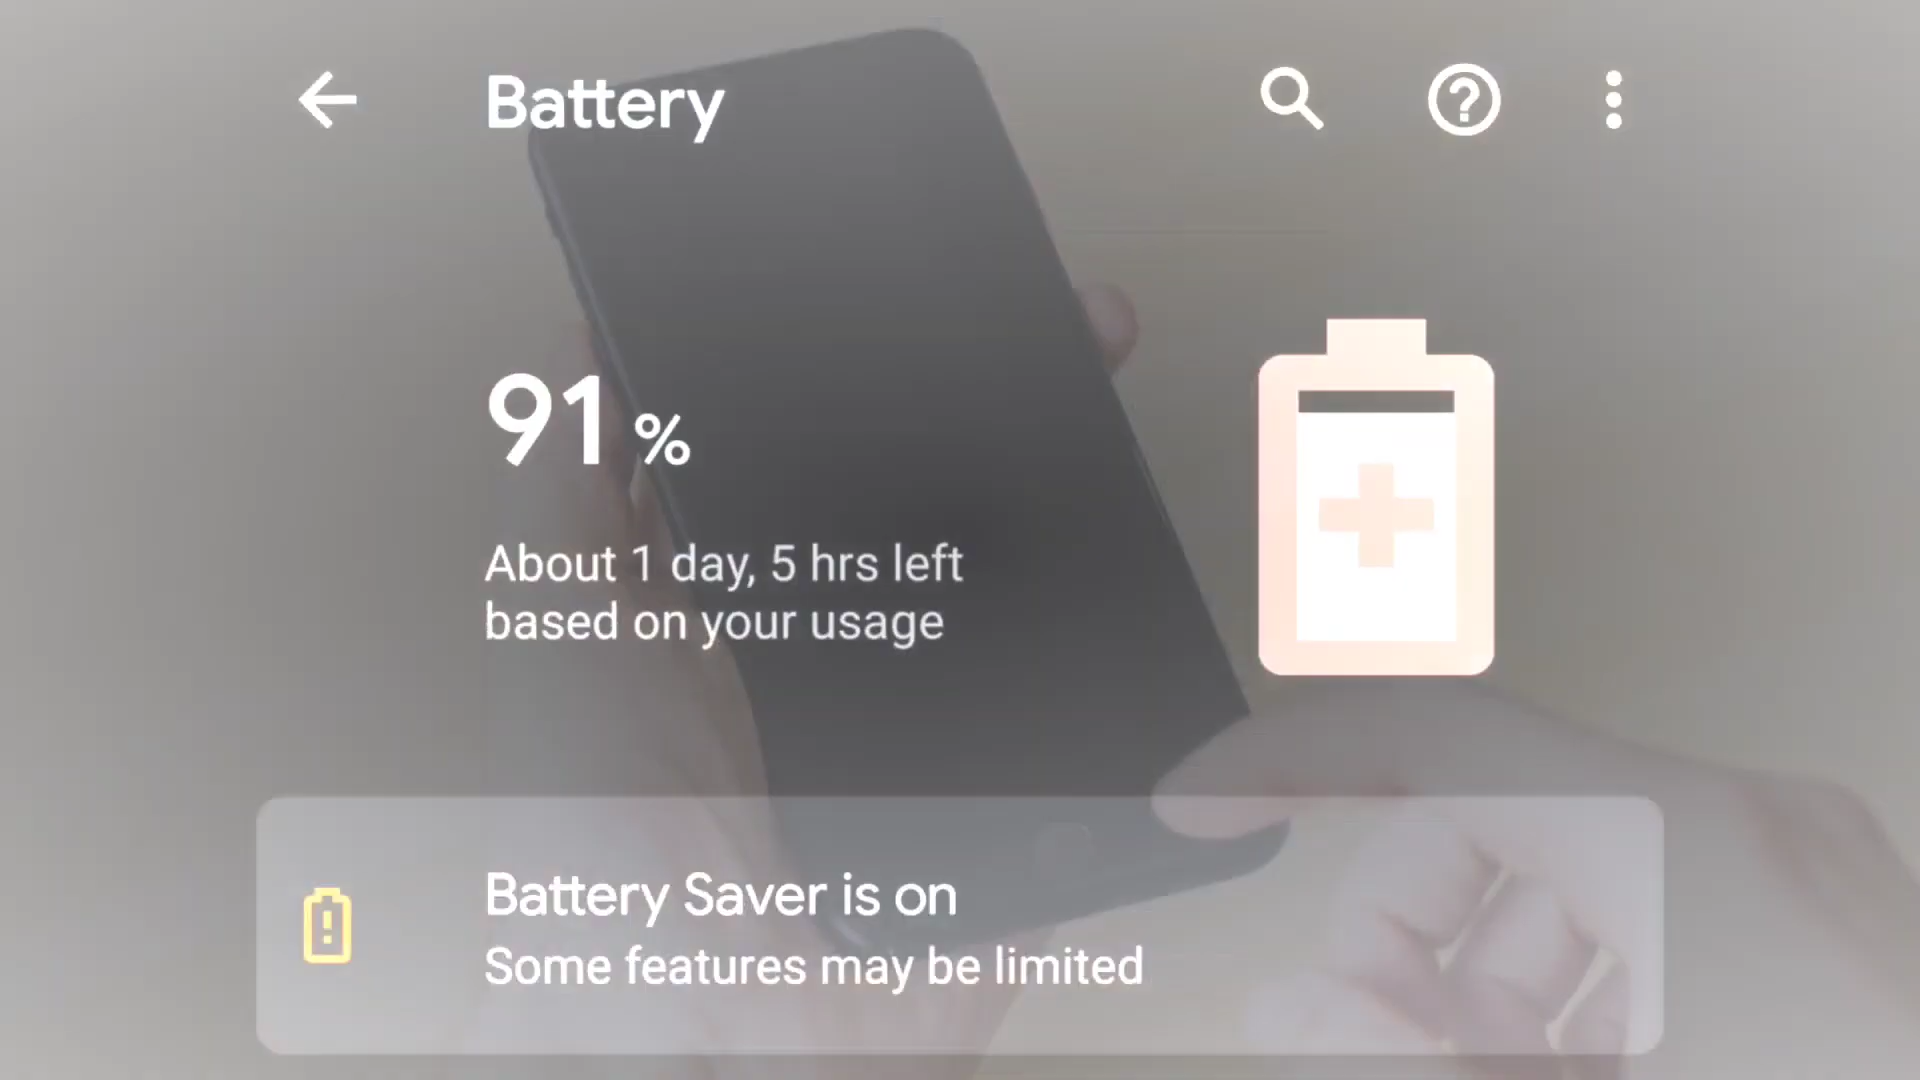 Battery
91 %
About 1 day, 5 hrs left
based on your usage
Battery Saver is on
Some features may be limited